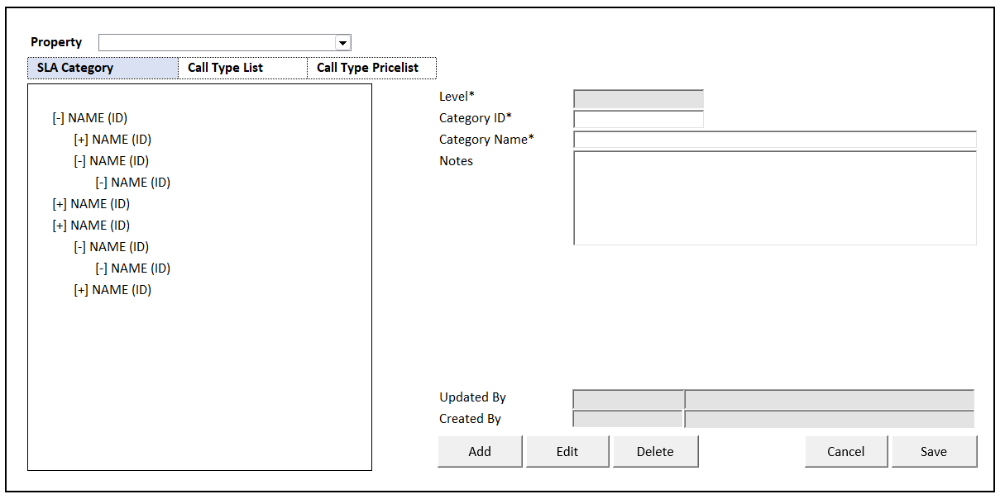 Property
SLA Category Call Type List Call Type Pricelist
[-] NAME (ID)
[+] NAME (ID)
[-] NAME (ID)
[-] NAME (ID)
[+] NAME (ID)
[+] NAME (ID)
[-] NAME (ID)
[-] NAME (ID)
[+] NAME (ID)
Level*
Category ID*
Category Name*
Notes
Updated By
Created By
Add Edit Delete Cancel Save